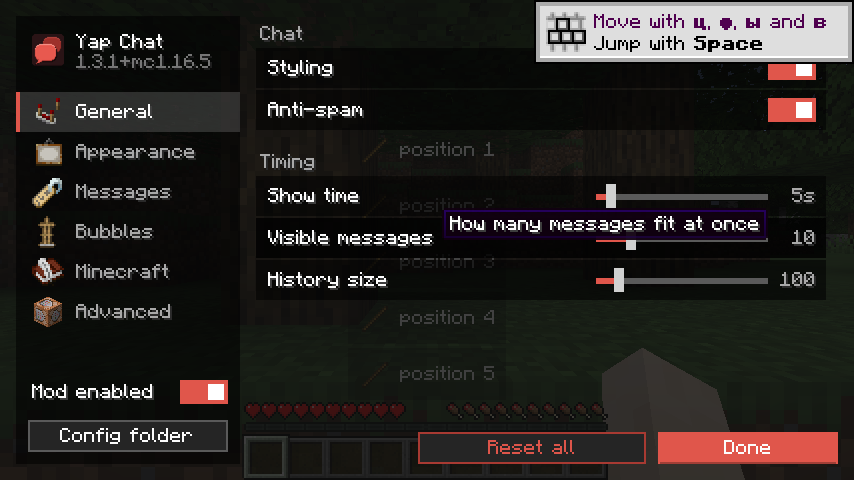 Yap Chat
1.3.1+mc1.16.5
General
Appearance
Messages
Bubbles
Minecraft
Advanced
Mod enabled
Config folder
Chat
Styling
Anti-spam
position 1
Timing
Show time
5s
position 2
How many messages fit at once
Visible messages
10
position 3
History size
100
position 4
position 5
Reset all
Done
Move with ц, ф, ы and в
Jump with Space